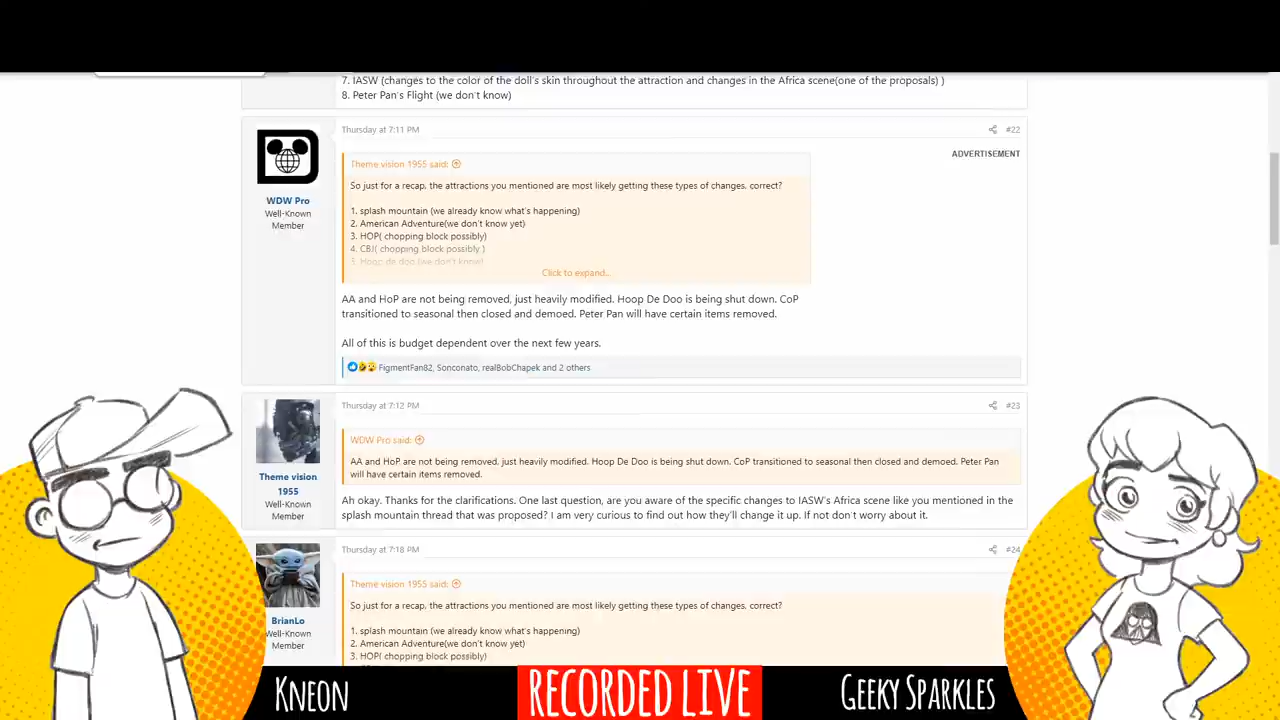 7. IASW (changes to the color of the doll's skin throughout the attraction and changes in the Africa scene(one of the proposals) )
8. Peter Pan's Flight (we don't know)
WDW Pro
Well-Known
Member
Thursday at 7:11 PM
#22
ADVERTISEMENT
Theme vision 1955 said:
So just for a recap, the attractions you mentioned are most likely getting these types of changes, correct?
1. splash mountain (we already know what's happening)
2. American Adventure(we don't know yet)
3. HOP( chopping block possibly)
4. CBJ( chopping block possibly )
5. Hoop de doo (we don't know)
Click to expand...
AA and HoP are not being removed, just heavily modified. Hoop De Doo is being shut down. CoP
transitioned to seasonal then closed and demoed. Peter Pan will have certain items removed.
All of this is budget dependent over the next few years.
FigmentFan82, Sonconato, realBobChapek and 2 others
Theme vision
1955
Well-Known
Member
Thursday at 7:12 PM
#23
WDW Pro said:
AA and HoP are not being removed, just heavily modified. Hoop De Doo is being shut down. CoP transitioned to seasonal then closed and demoed. Peter Pan
will have certain items removed.
Ah okay. Thanks for the clarifications. One last question, are you aware of the specific changes to IASW's Africa scene like you mentioned in the
splash mountain thread that was proposed? I am very curious to find out how they'll change it up. If not don't worry about it.
BrianLo
Well-Known
Member
Thursday at 7:18 PM
#24
Theme vision 1955 said:
So just for a recap, the attractions you mentioned are most likely getting these types of changes, correct?
1. splash mountain (we already know what's happening)
2. American Adventure(we don't know yet)
3. HOP( chopping block possibly)
KNEON
RECORDED LIVE
GEEKY SPARKLES